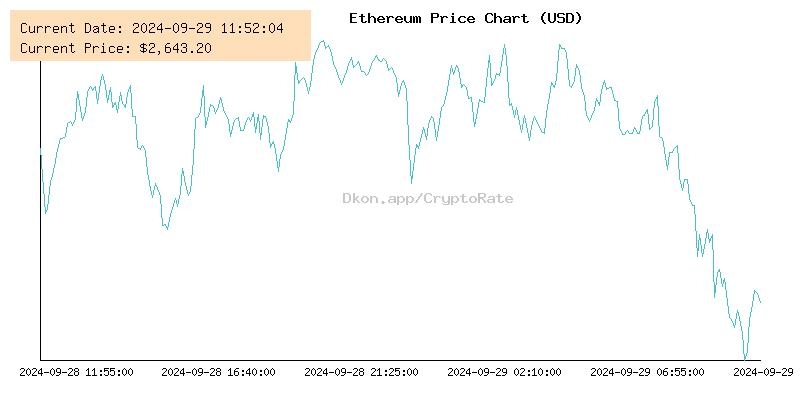 Ethereum Price Chart (USD)
Current Date: 2024-09-29 11:52:04
Current Price: $2,643.20
Dkon.app/CryptoRate
2024-09-28 11:55:00
2024-09-28 16:40:00
2024-09-28 21:25:00
2024-09-29 02:10:00
2024-09-29 06:55:00
2024-09-29